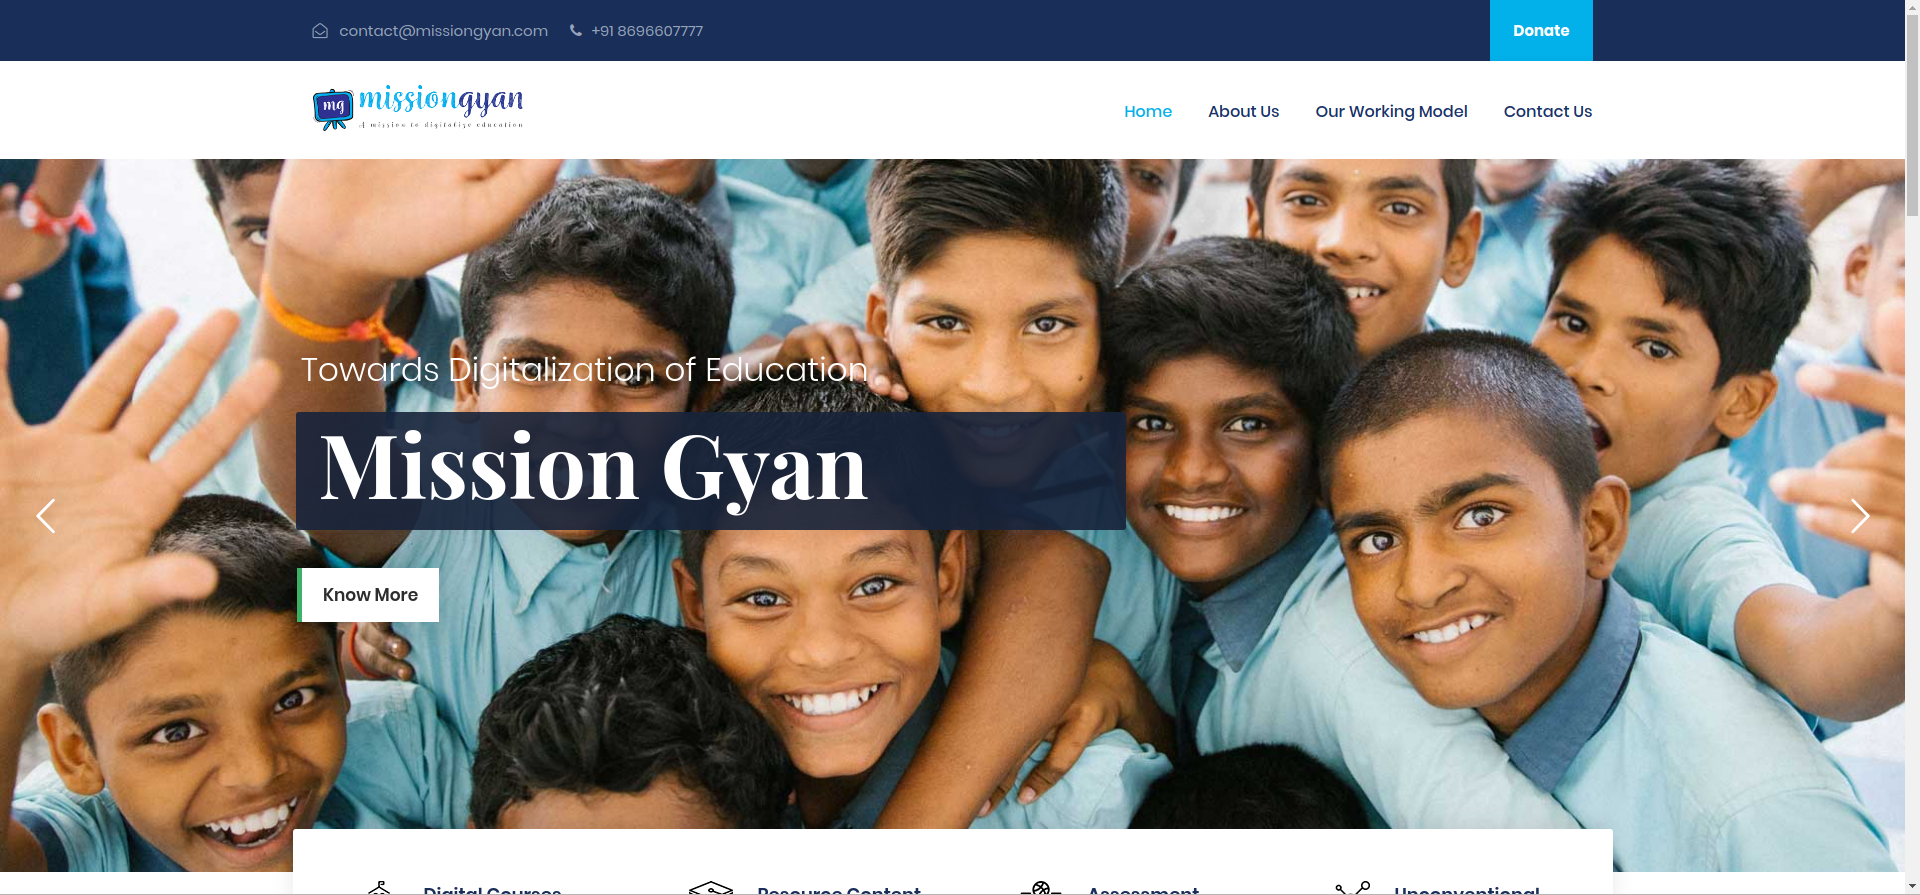 contact@missiongyan.com +91 8696607777 Donate
mg missiongyan
A mission to digitalize education
Home About Us Our Working Model Contact Us
Towards Digitalization of Education
Mission Gyan
Know More
Digital Courses Resource Content Assessment Unconventional